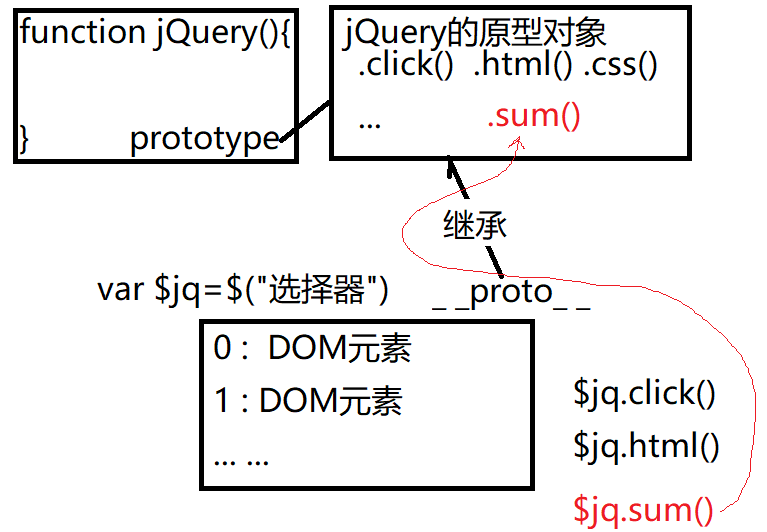 function jQuery(){
}
prototype
jQuery的原型对象
.click() .html() .css()
... .sum()
继承
var $jq=$("选择器")
_ _proto_ _
0 : DOM元素
1 : DOM元素
... ...
$jq.click()
$jq.html()
$jq.sum()